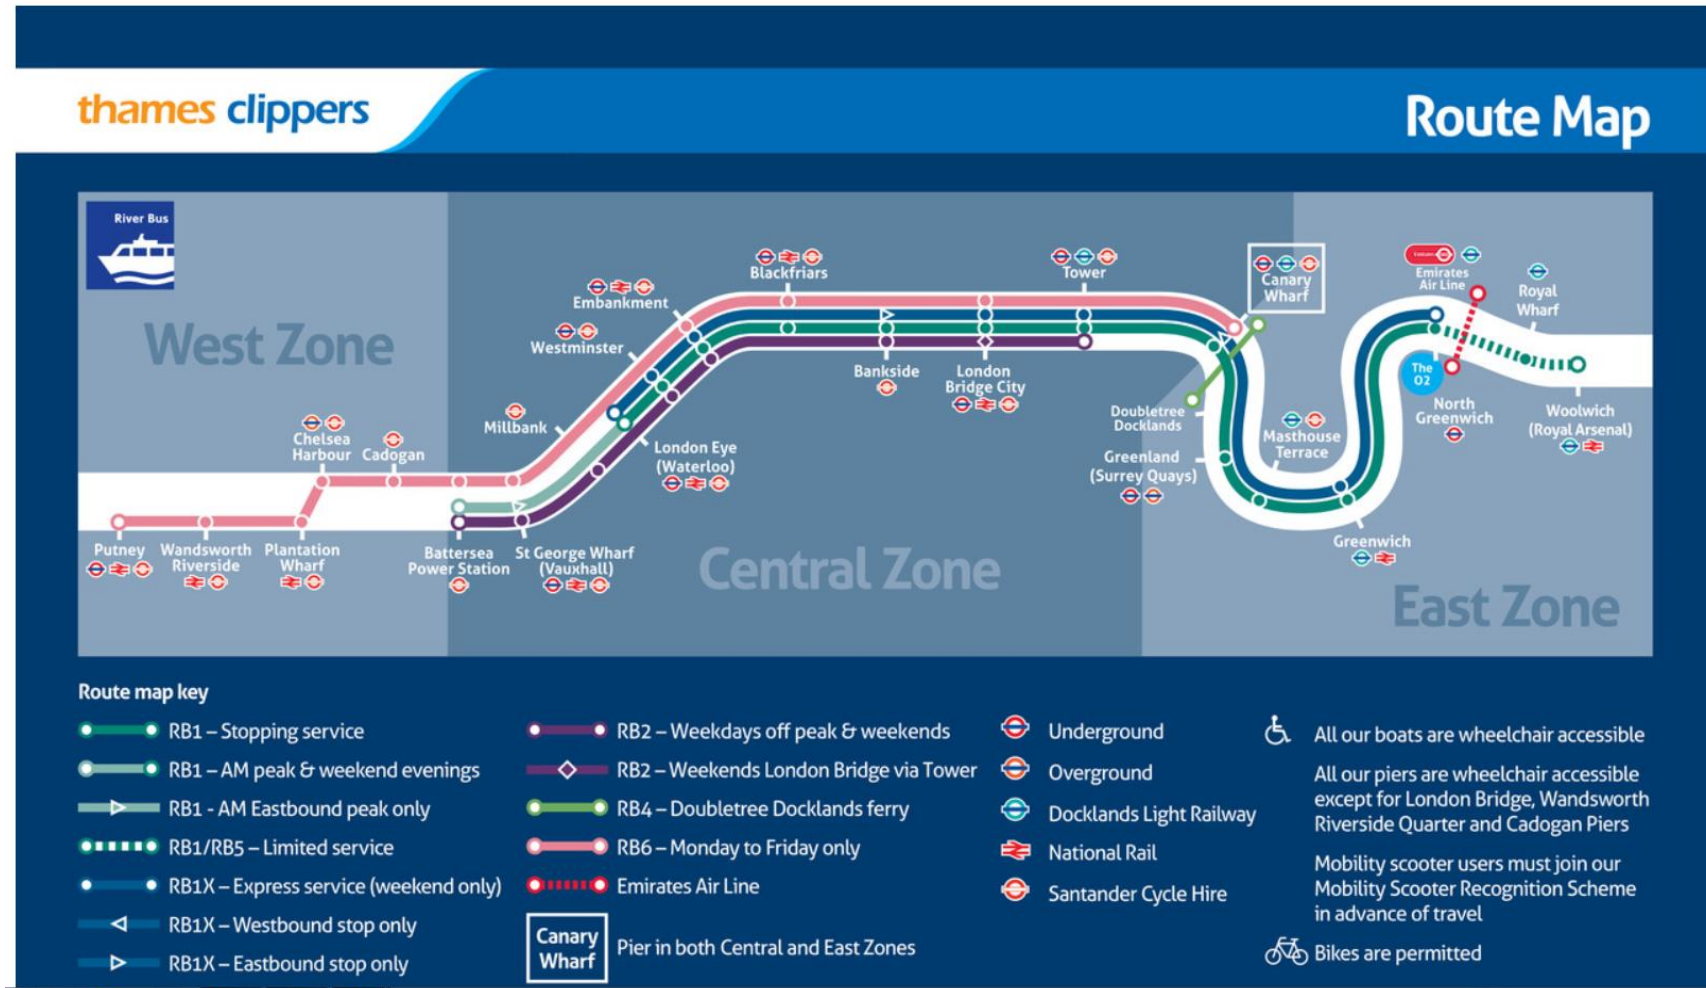 thames clippers
Route Map
River Bus
West Zone
Central Zone
East Zone
Putney
Wandsworth
Riverside
Plantation
Wharf
Chelsea
Harbour
Cadogan
Battersea
Power Station
St George Wharf
(Vauxhall)
Millbank
Westminster
Embankment
London Eye
(Waterloo)
Blackfriars
Bankside
London
Bridge City
Tower
Canary
Wharf
Doubletree
Docklands
Greenland
(Surrey Quays)
Masthouse
Terrace
Greenwich
Emirates
Air Line
The
O2
North
Greenwich
Royal
Wharf
Woolwich
(Royal Arsenal)
Route map key
RB1 – Stopping service
RB1 – AM peak & weekend evenings
RB1 - AM Eastbound peak only
RB1/RB5 – Limited service
RB1X – Express service (weekend only)
RB1X – Westbound stop only
RB1X – Eastbound stop only
RB2 – Weekdays off peak & weekends
RB2 – Weekends London Bridge via Tower
RB4 – Doubletree Docklands ferry
RB6 – Monday to Friday only
Emirates Air Line
Canary
Wharf
Pier in both Central and East Zones
Underground
Overground
Docklands Light Railway
National Rail
Santander Cycle Hire
All our boats are wheelchair accessible
All our piers are wheelchair accessible
except for London Bridge, Wandsworth
Riverside Quarter and Cadogan Piers
Mobility scooter users must join our
Mobility Scooter Recognition Scheme
in advance of travel
Bikes are permitted